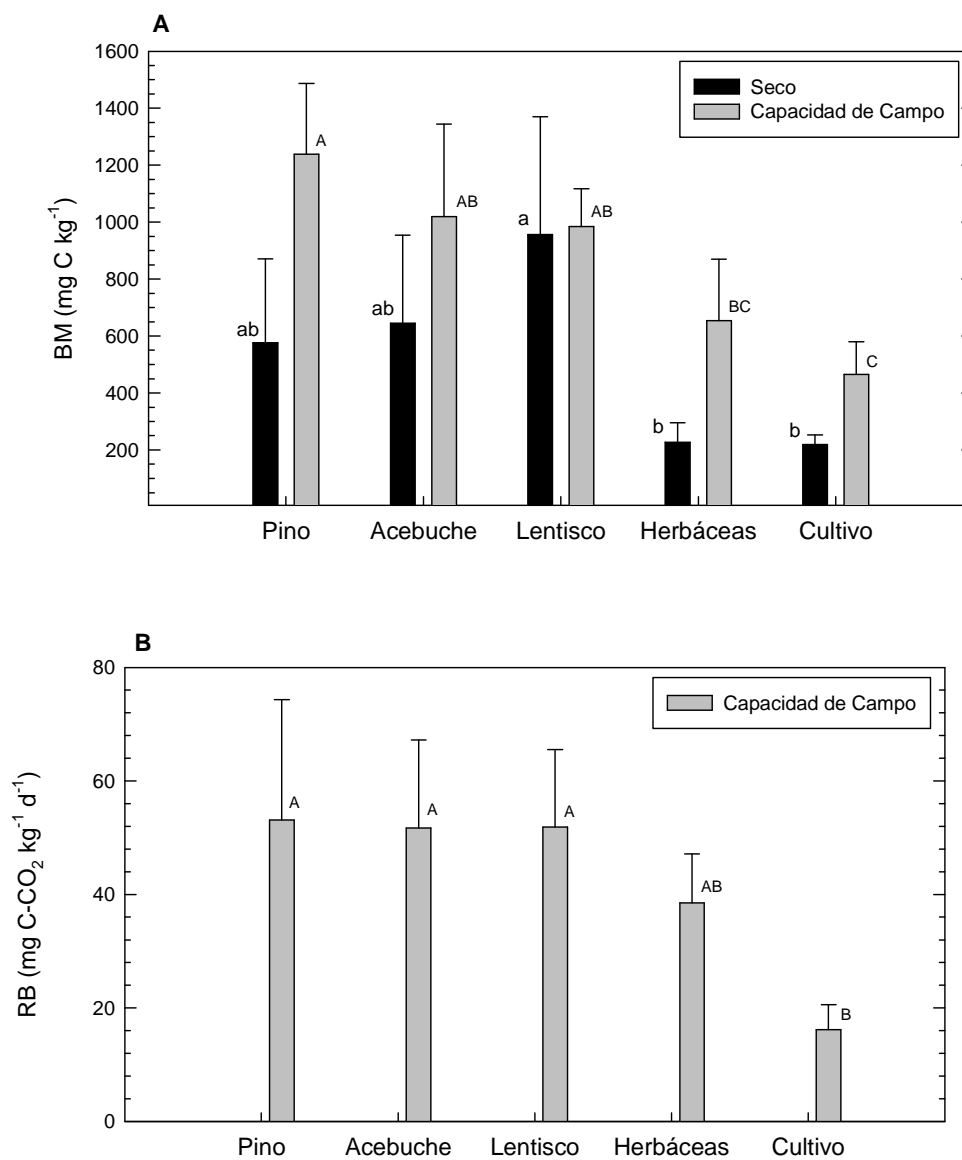 A
1600
1400
1200
1000
800
600
400
200
BM (mg C kg⁻¹)
Seco
Capacidad de Campo
ab
A
ab
AB
a
AB
b
BC
b
C
Pino Acebuche Lentisco Herbáceas Cultivo
B
80
60
40
20
0
RB (mg C-CO₂ kg⁻¹ d⁻¹)
Capacidad de Campo
A
A
A
AB
B
Pino Acebuche Lentisco Herbáceas Cultivo